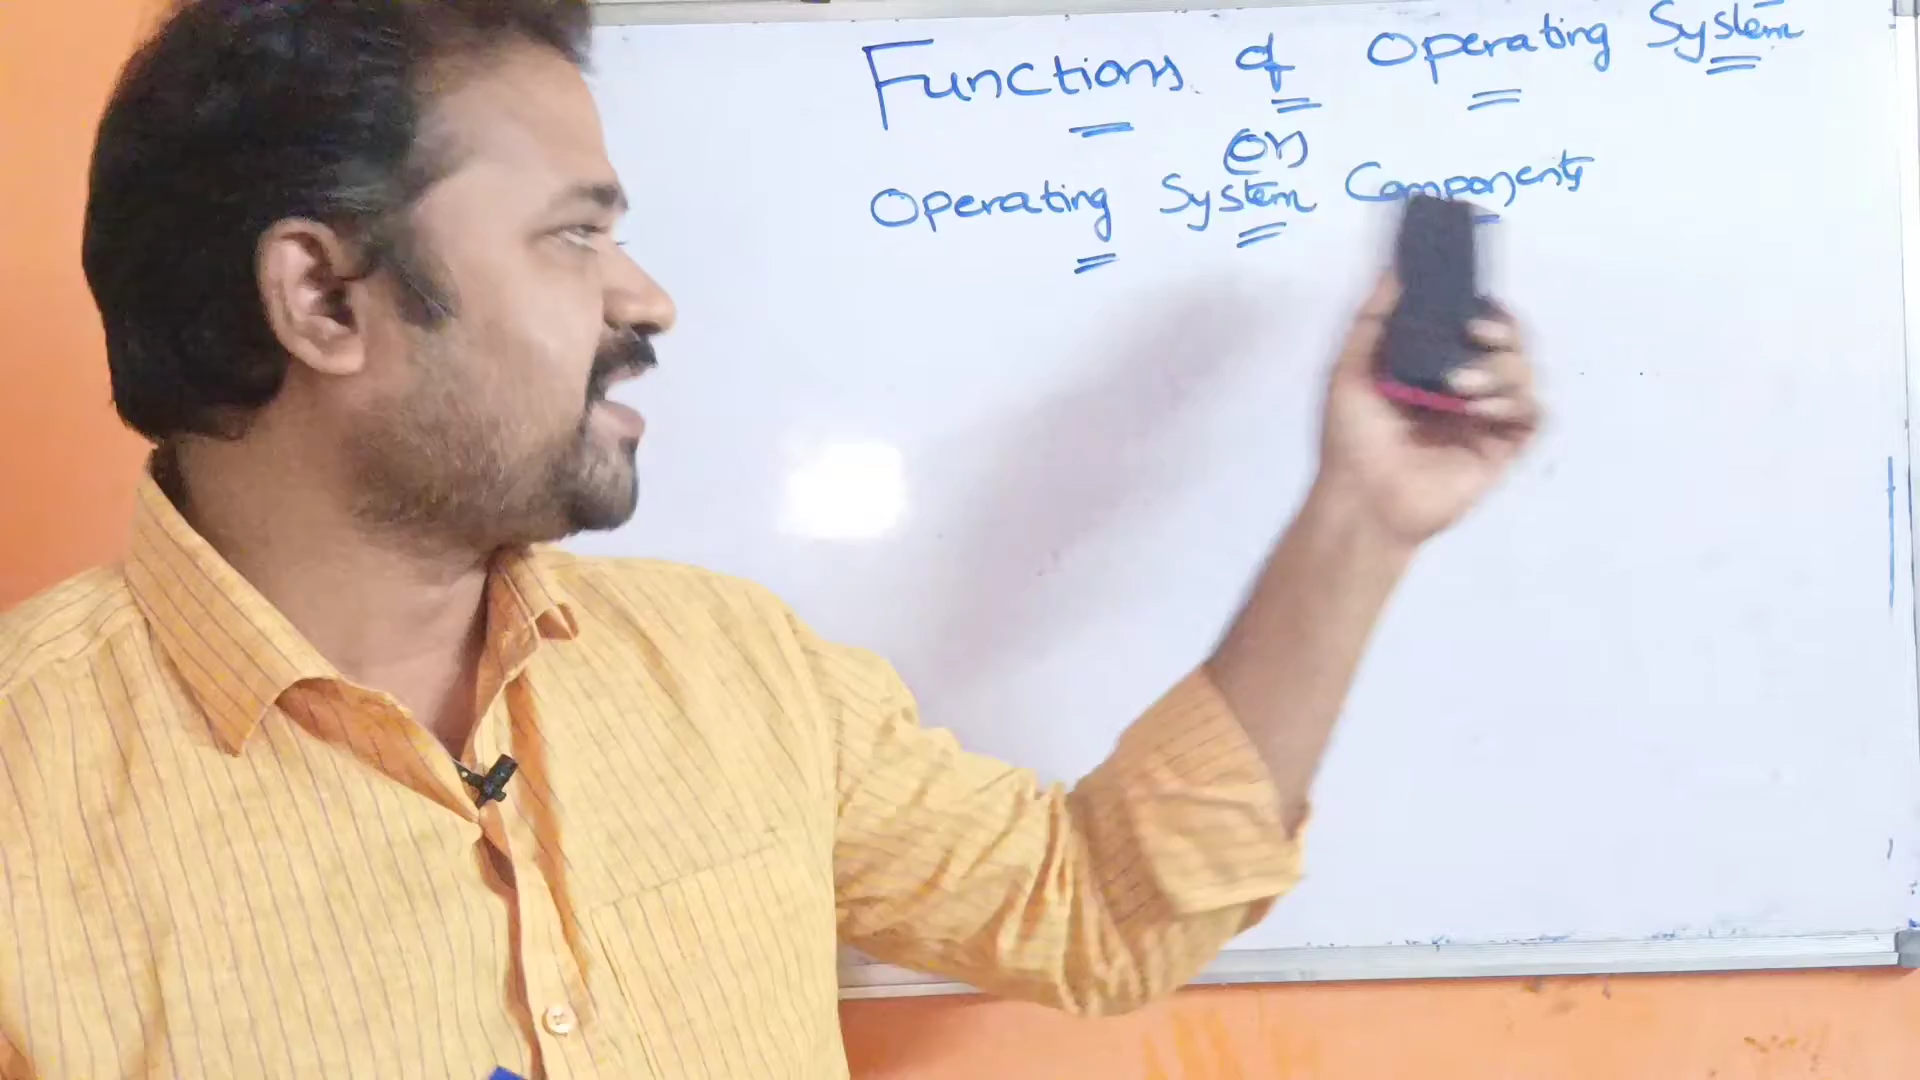 Functions of Operating System
(or)
Operating System Components